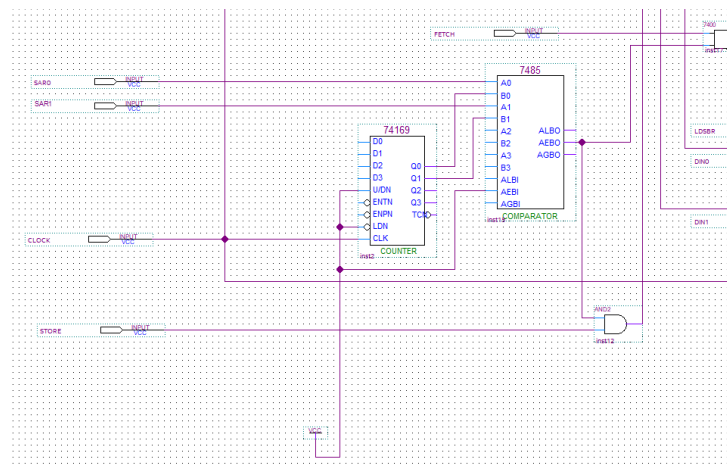 7400
FETCH
INPUT
VCC
inst17
7485
SAR0
INPUT
VCC
A0
B0
SAR1
INPUT
VCC
A1
B1
74169
A2
ALBO
LDSBR
D0
B2
AEBO
D1
A3
AGBO
D2
Q0
B3
DIN0
D3
Q1
ALBI
U/DN
Q2
AEBI
ENTN
Q3
AGBI
ENPN
TCN
COMPARATOR
LDN
DIN1
CLOCK
INPUT
VCC
CLK
COUNTER
inst2
AND2
STORE
INPUT
VCC
inst12
VCC